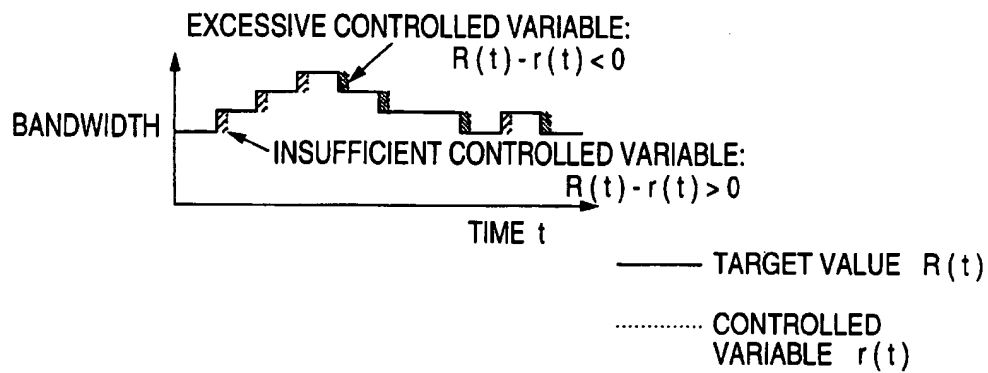 EXCESSIVE CONTROLLED VARIABLE:
R(t)-r(t)<0
BANDWIDTH
INSUFFICIENT CONTROLLED VARIABLE:
R(t)-r(t)>0
TIME t
TARGET VALUE R(t)
CONTROLLED
VARIABLE r(t)